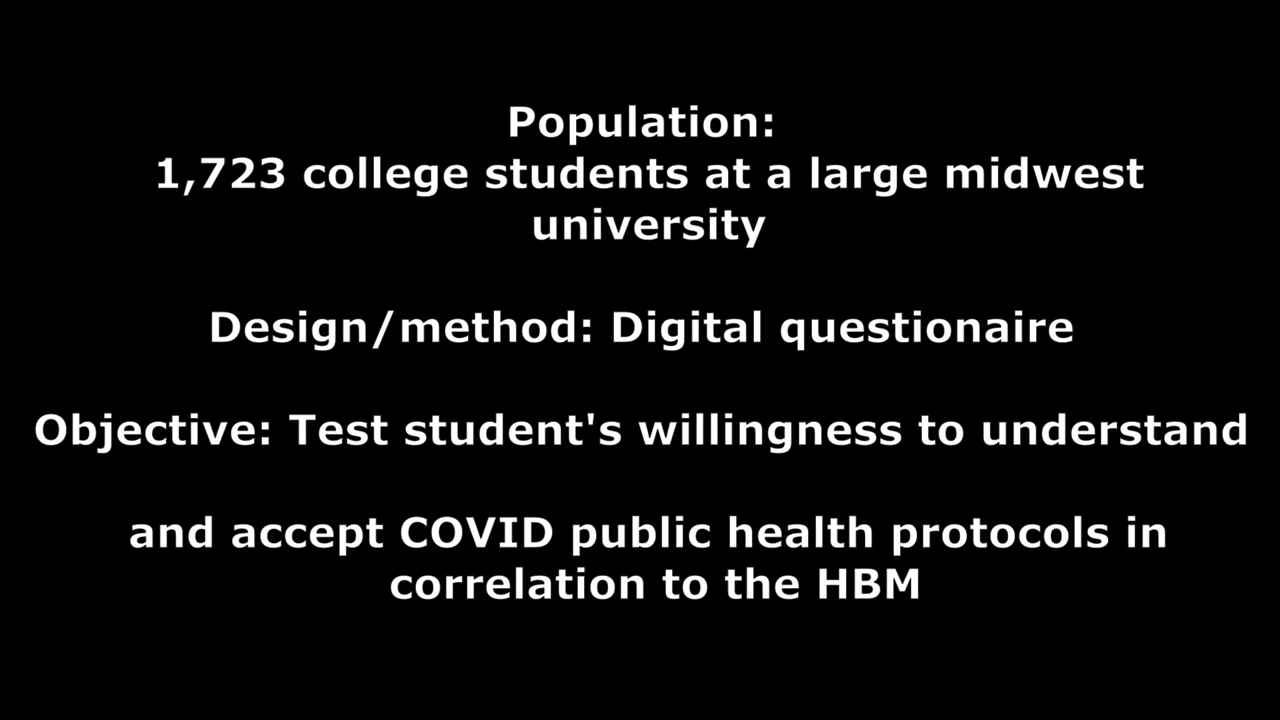 Population:
1,723 college students at a large midwest
university
Design/method: Digital questionaire
Objective: Test student's willingness to understand
and accept COVID public health protocols in
correlation to the HBM